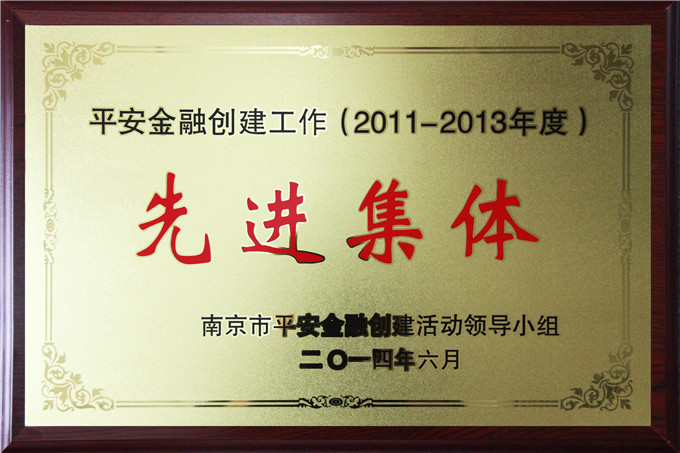 平安金融创建工作（2011-2013年度）
先进集体
南京市平安金融创建活动领导小组
二〇一四年六月